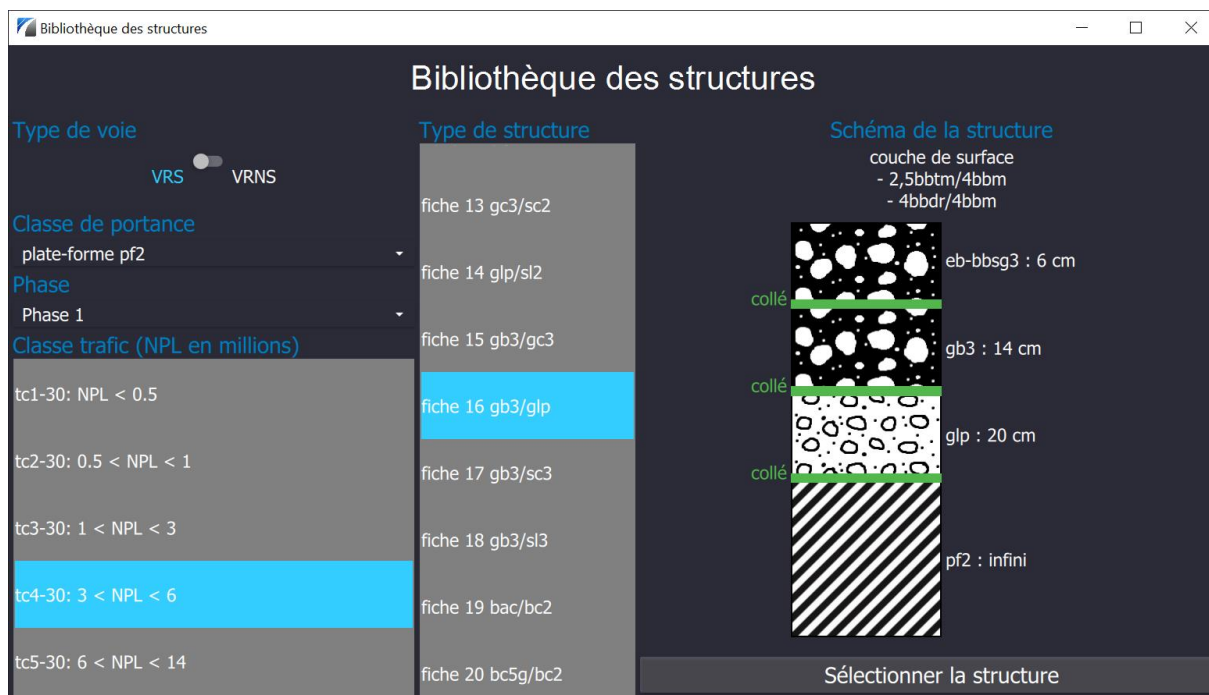 Bibliothèque des structures
Bibliothèque des structures
Type de voie
VRS VRNS
Classe de portance
plate-forme pf2
Phase
Phase 1
Classe trafic (NPL en millions)
tc1-30: NPL < 0.5
tc2-30: 0.5 < NPL < 1
tc3-30: 1 < NPL < 3
tc4-30: 3 < NPL < 6
tc5-30: 6 < NPL < 14
Type de structure
fiche 13 gc3/sc2
fiche 14 glp/sl2
fiche 15 gb3/gc3
fiche 16 gb3/glp
fiche 17 gb3/sc3
fiche 18 gb3/sl3
fiche 19 bac/bc2
fiche 20 bc5g/bc2
Schéma de la structure
couche de surface
- 2,5bbtm/4bbm
- 4bbdr/4bbm
eb-bbsg3 : 6 cm
collé
gb3 : 14 cm
collé
glp : 20 cm
collé
pf2 : infini
Sélectionner la structure